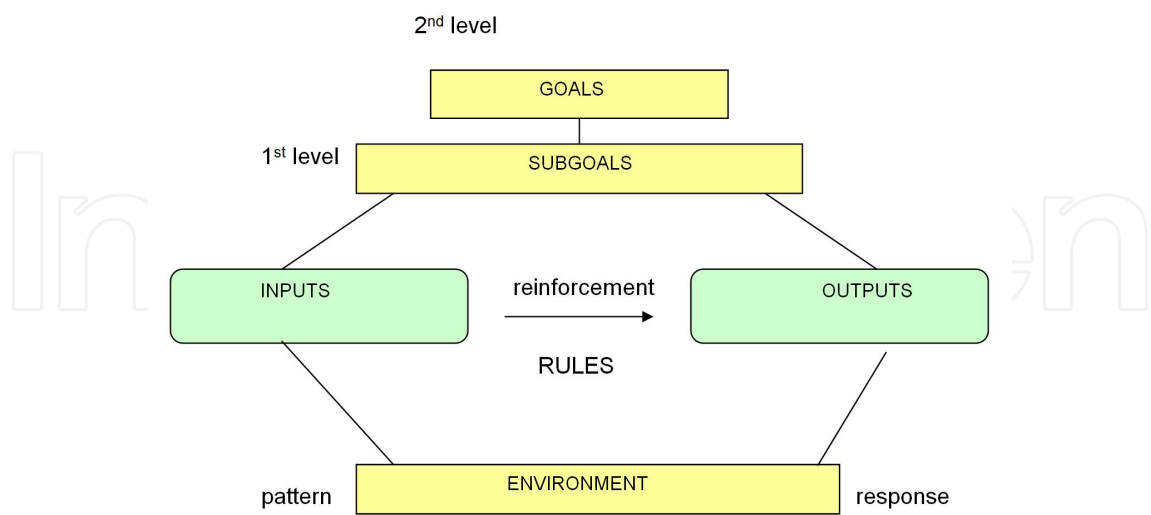 2nd level
GOALS
1st level
SUBGOALS
INPUTS
reinforcement
OUTPUTS
RULES
ENVIRONMENT
pattern
response